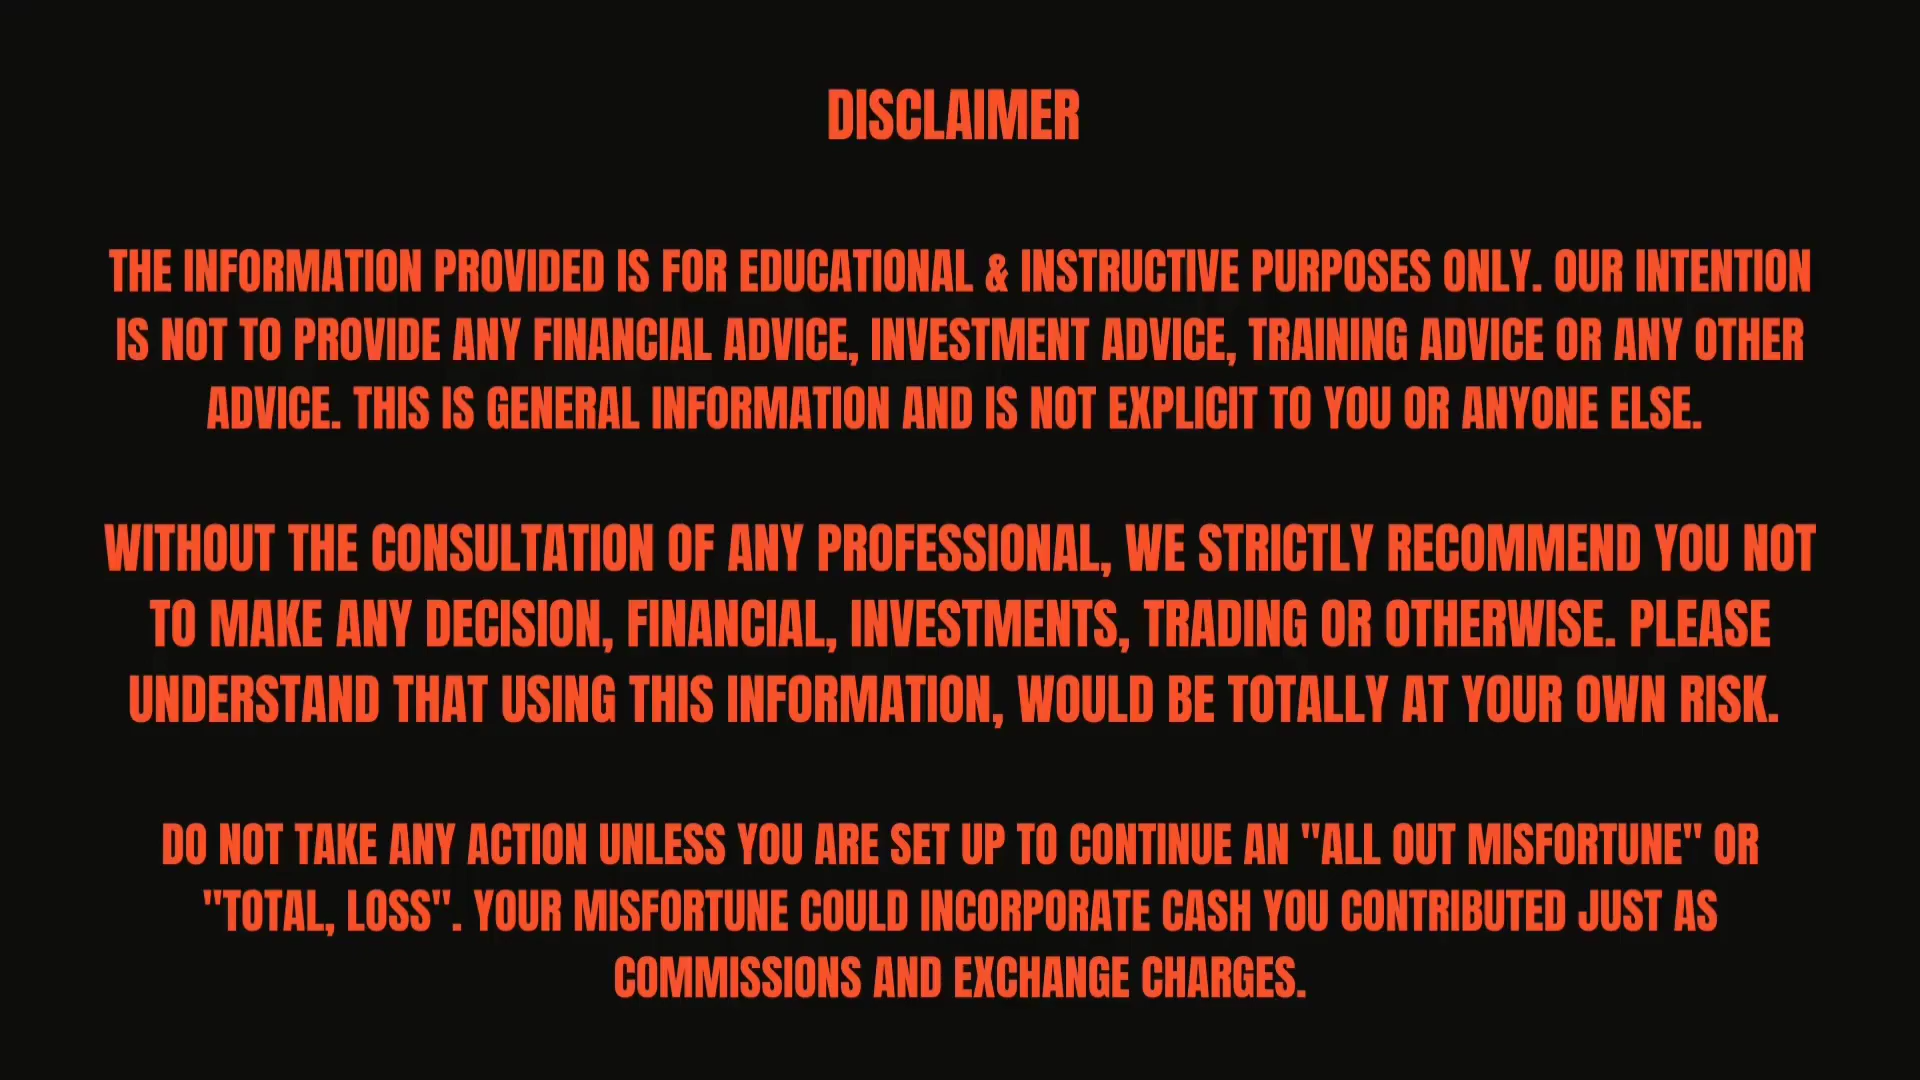 DISCLAIMER
THE INFORMATION PROVIDED IS FOR EDUCATIONAL & INSTRUCTIVE PURPOSES ONLY. OUR INTENTION
IS NOT TO PROVIDE ANY FINANCIAL ADVICE, INVESTMENT ADVICE, TRAINING ADVICE OR ANY OTHER
ADVICE. THIS IS GENERAL INFORMATION AND IS NOT EXPLICIT TO YOU OR ANYONE ELSE.
WITHOUT THE CONSULTATION OF ANY PROFESSIONAL, WE STRICTLY RECOMMEND YOU NOT
TO MAKE ANY DECISION, FINANCIAL, INVESTMENTS, TRADING OR OTHERWISE. PLEASE
UNDERSTAND THAT USING THIS INFORMATION, WOULD BE TOTALLY AT YOUR OWN RISK.
DO NOT TAKE ANY ACTION UNLESS YOU ARE SET UP TO CONTINUE AN "ALL OUT MISFORTUNE" OR
"TOTAL, LOSS". YOUR MISFORTUNE COULD INCORPORATE CASH YOU CONTRIBUTED JUST AS
COMMISSIONS AND EXCHANGE CHARGES.